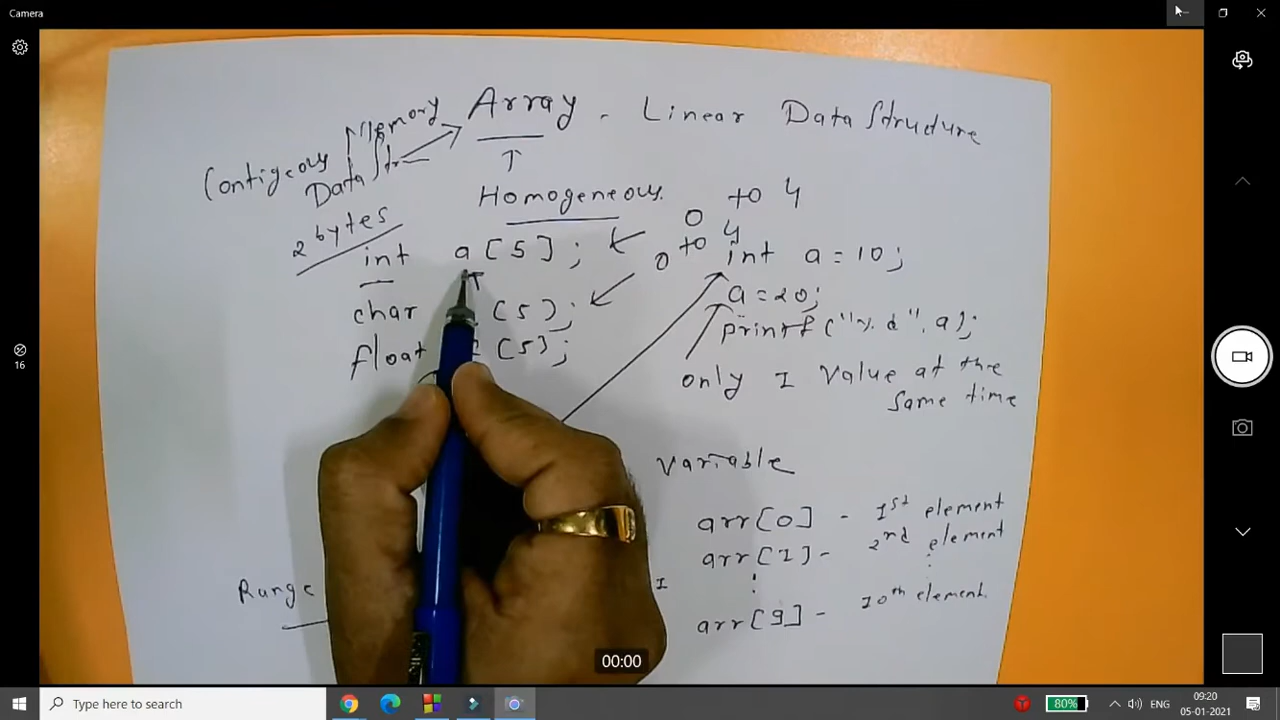 Camera
Array - Linear Data Structure
Contigeous Memory
Data Str
Homogeneous.
0 to 4
2 bytes
int a[5];
0 to 4
int a = 10;
char [5];
a = 20;
float [5];
printf("%d", a);
only 1 value at the
same time
Variable
arr[0] - 1st element
arr[1] - 2nd element
Range
arr[9] - 10th element.
00:00
16
Type here to search
80%
ENG
09:20
05-01-2021